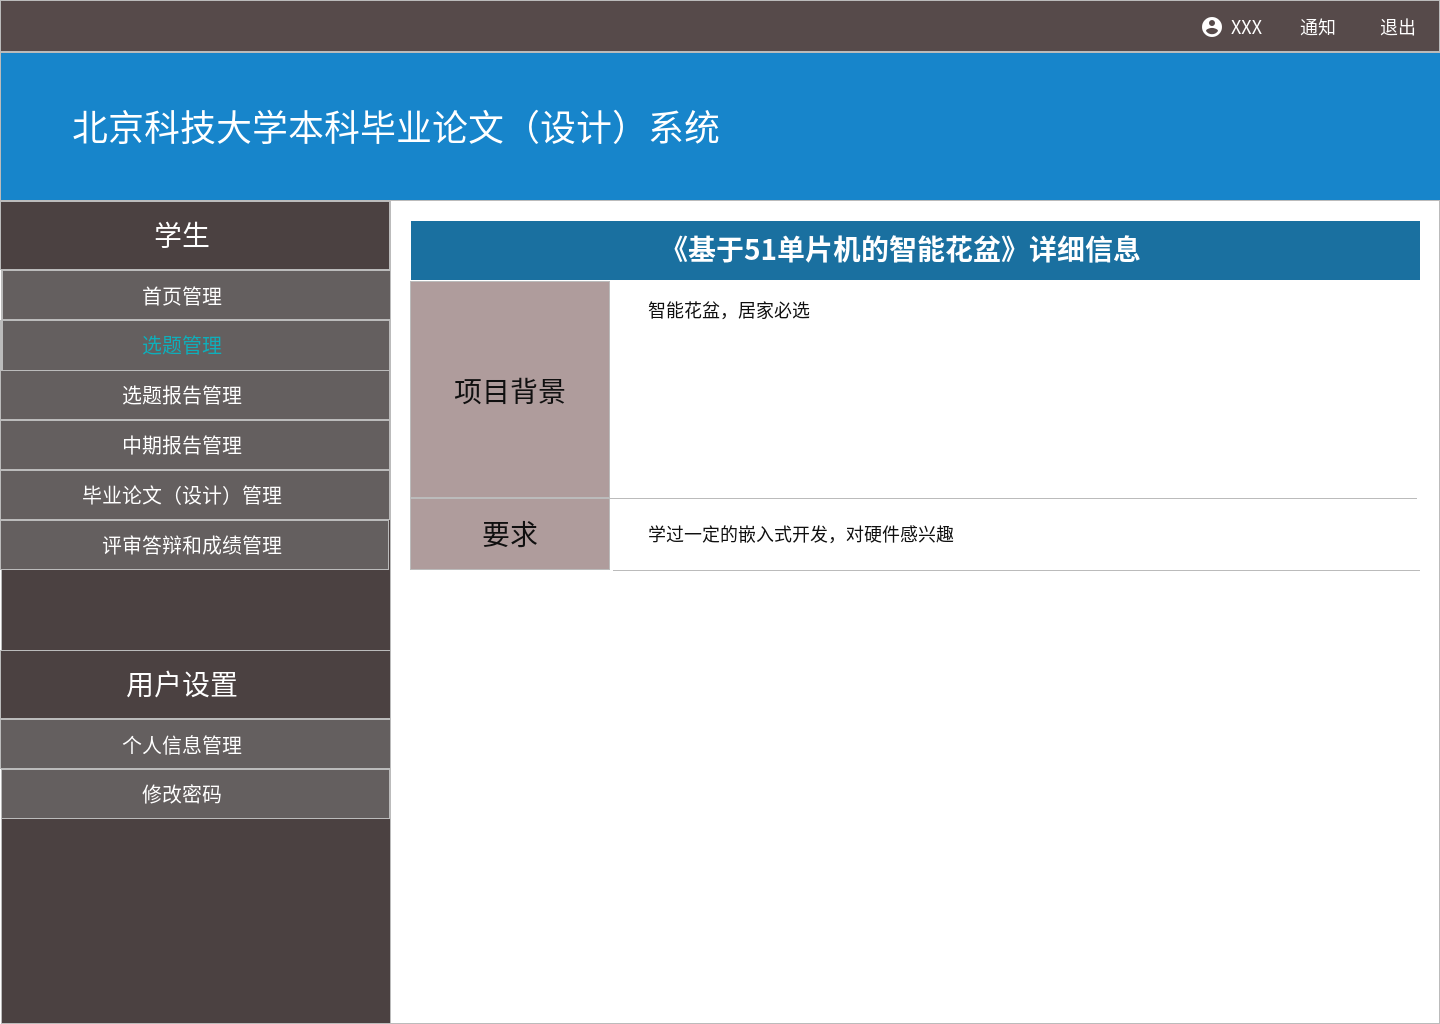 XXX 通知 退出
北京科技大学本科毕业论文（设计）系统
学生
首页管理
选题管理
选题报告管理
中期报告管理
毕业论文（设计）管理
评审答辩和成绩管理
用户设置
个人信息管理
修改密码
《基于51单片机的智能花盆》详细信息
项目背景
智能花盆，居家必选
要求
学过一定的嵌入式开发，对硬件感兴趣